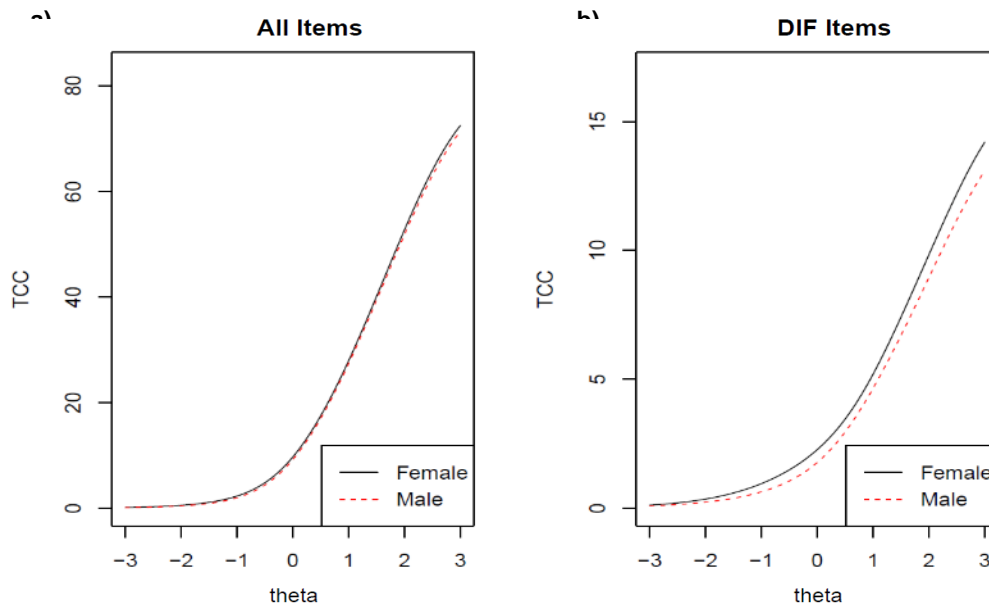 a)
All Items
80
60
40
20
0
TCC
−3 −2 −1 0 1 2 3
theta
Female
Male
b)
DIF Items
15
10
5
0
TCC
−3 −2 −1 0 1 2 3
theta
Female
Male